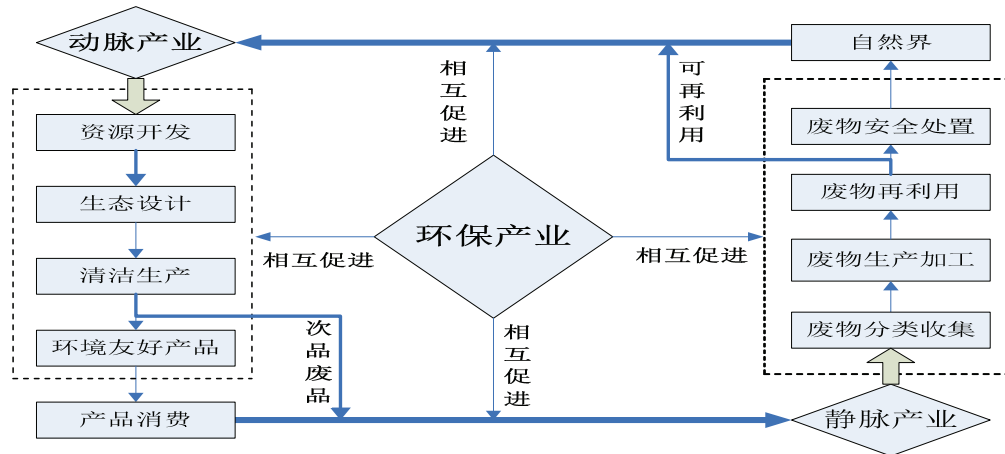 动脉产业
资源开发
生态设计
清洁生产
环境友好产品
产品消费
次品废品
相互促进
相互促进
环保产业
相互促进
相互促进
可再利用
自然界
废物安全处置
废物再利用
废物生产加工
废物分类收集
静脉产业